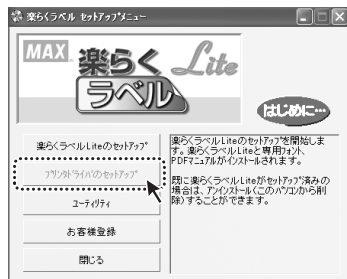 楽らくラベル ｾｯﾄｱｯﾌﾟﾒﾆｭｰ
MAX 楽らく Lite
ラベル
はじめに…
楽らくラベルLiteのｾｯﾄｱｯﾌﾟ
ﾌﾟﾘﾝﾀﾄﾞﾗｲﾊﾞのｾｯﾄｱｯﾌﾟ
ﾕｰﾃｨﾘﾃｨ
お客様登録
閉じる
楽らくラベルLiteのｾｯﾄｱｯﾌﾟを開始しま
す。楽らくラベルLiteと専用ﾌｫﾝﾄ、
PDFﾏﾆｭｱﾙがｲﾝｽﾄｰﾙされます。
既に楽らくラベルLiteがｾｯﾄｱｯﾌﾟ済みの
場合は、ｱﾝｲﾝｽﾄｰﾙ(このﾊﾟｿｺﾝから削
除)することができます。